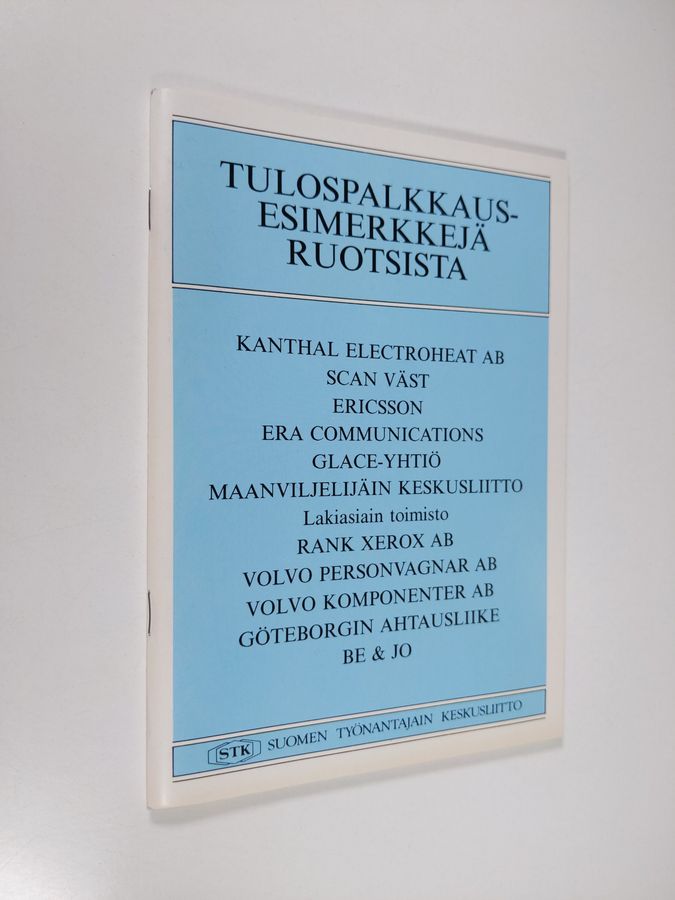 TULOSPALKKAUS-
ESIMERKKEJÄ
RUOTSISTA
KANTHAL ELECTROHEAT AB
SCAN VÄST
ERICSSON
ERA COMMUNICATIONS
GLACE-YHTIÖ
MAANVILJELIJÄIN KESKUSLIITTO
Lakiasiain toimisto
RANK XEROX AB
VOLVO PERSONVAGNAR AB
VOLVO KOMPONENTER AB
GÖTEBORGIN AHTAUSLIIKE
BE & JO
STK SUOMEN TYÖNANTAJAIN KESKUSLIITTO